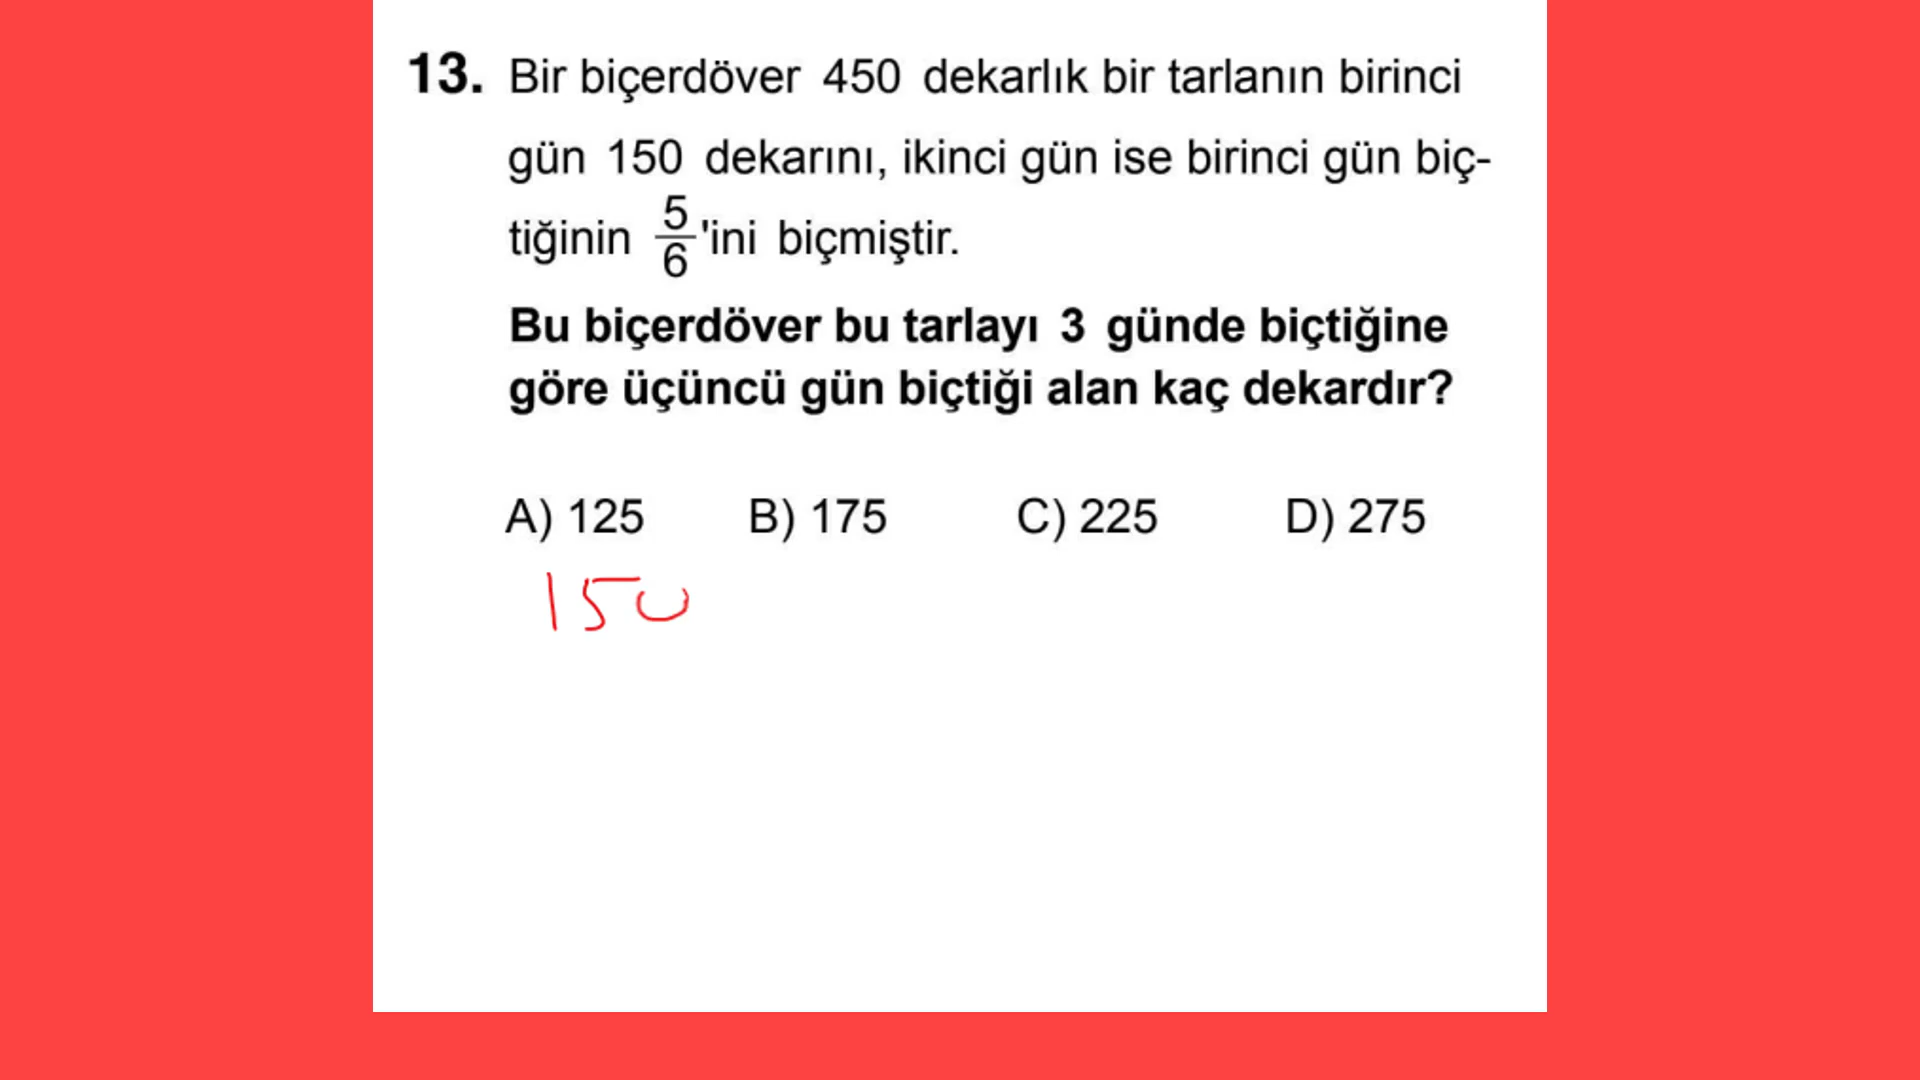 13. Bir biçerdöver 450 dekarlık bir tarlanın birinci
gün 150 dekarını, ikinci gün ise birinci gün biç-
tiğinin 5/6'ini biçmiştir.
Bu biçerdöver bu tarlayı 3 günde biçtiğine
göre üçüncü gün biçtiği alan kaç dekardır?
A) 125 B) 175 C) 225 D) 275
150